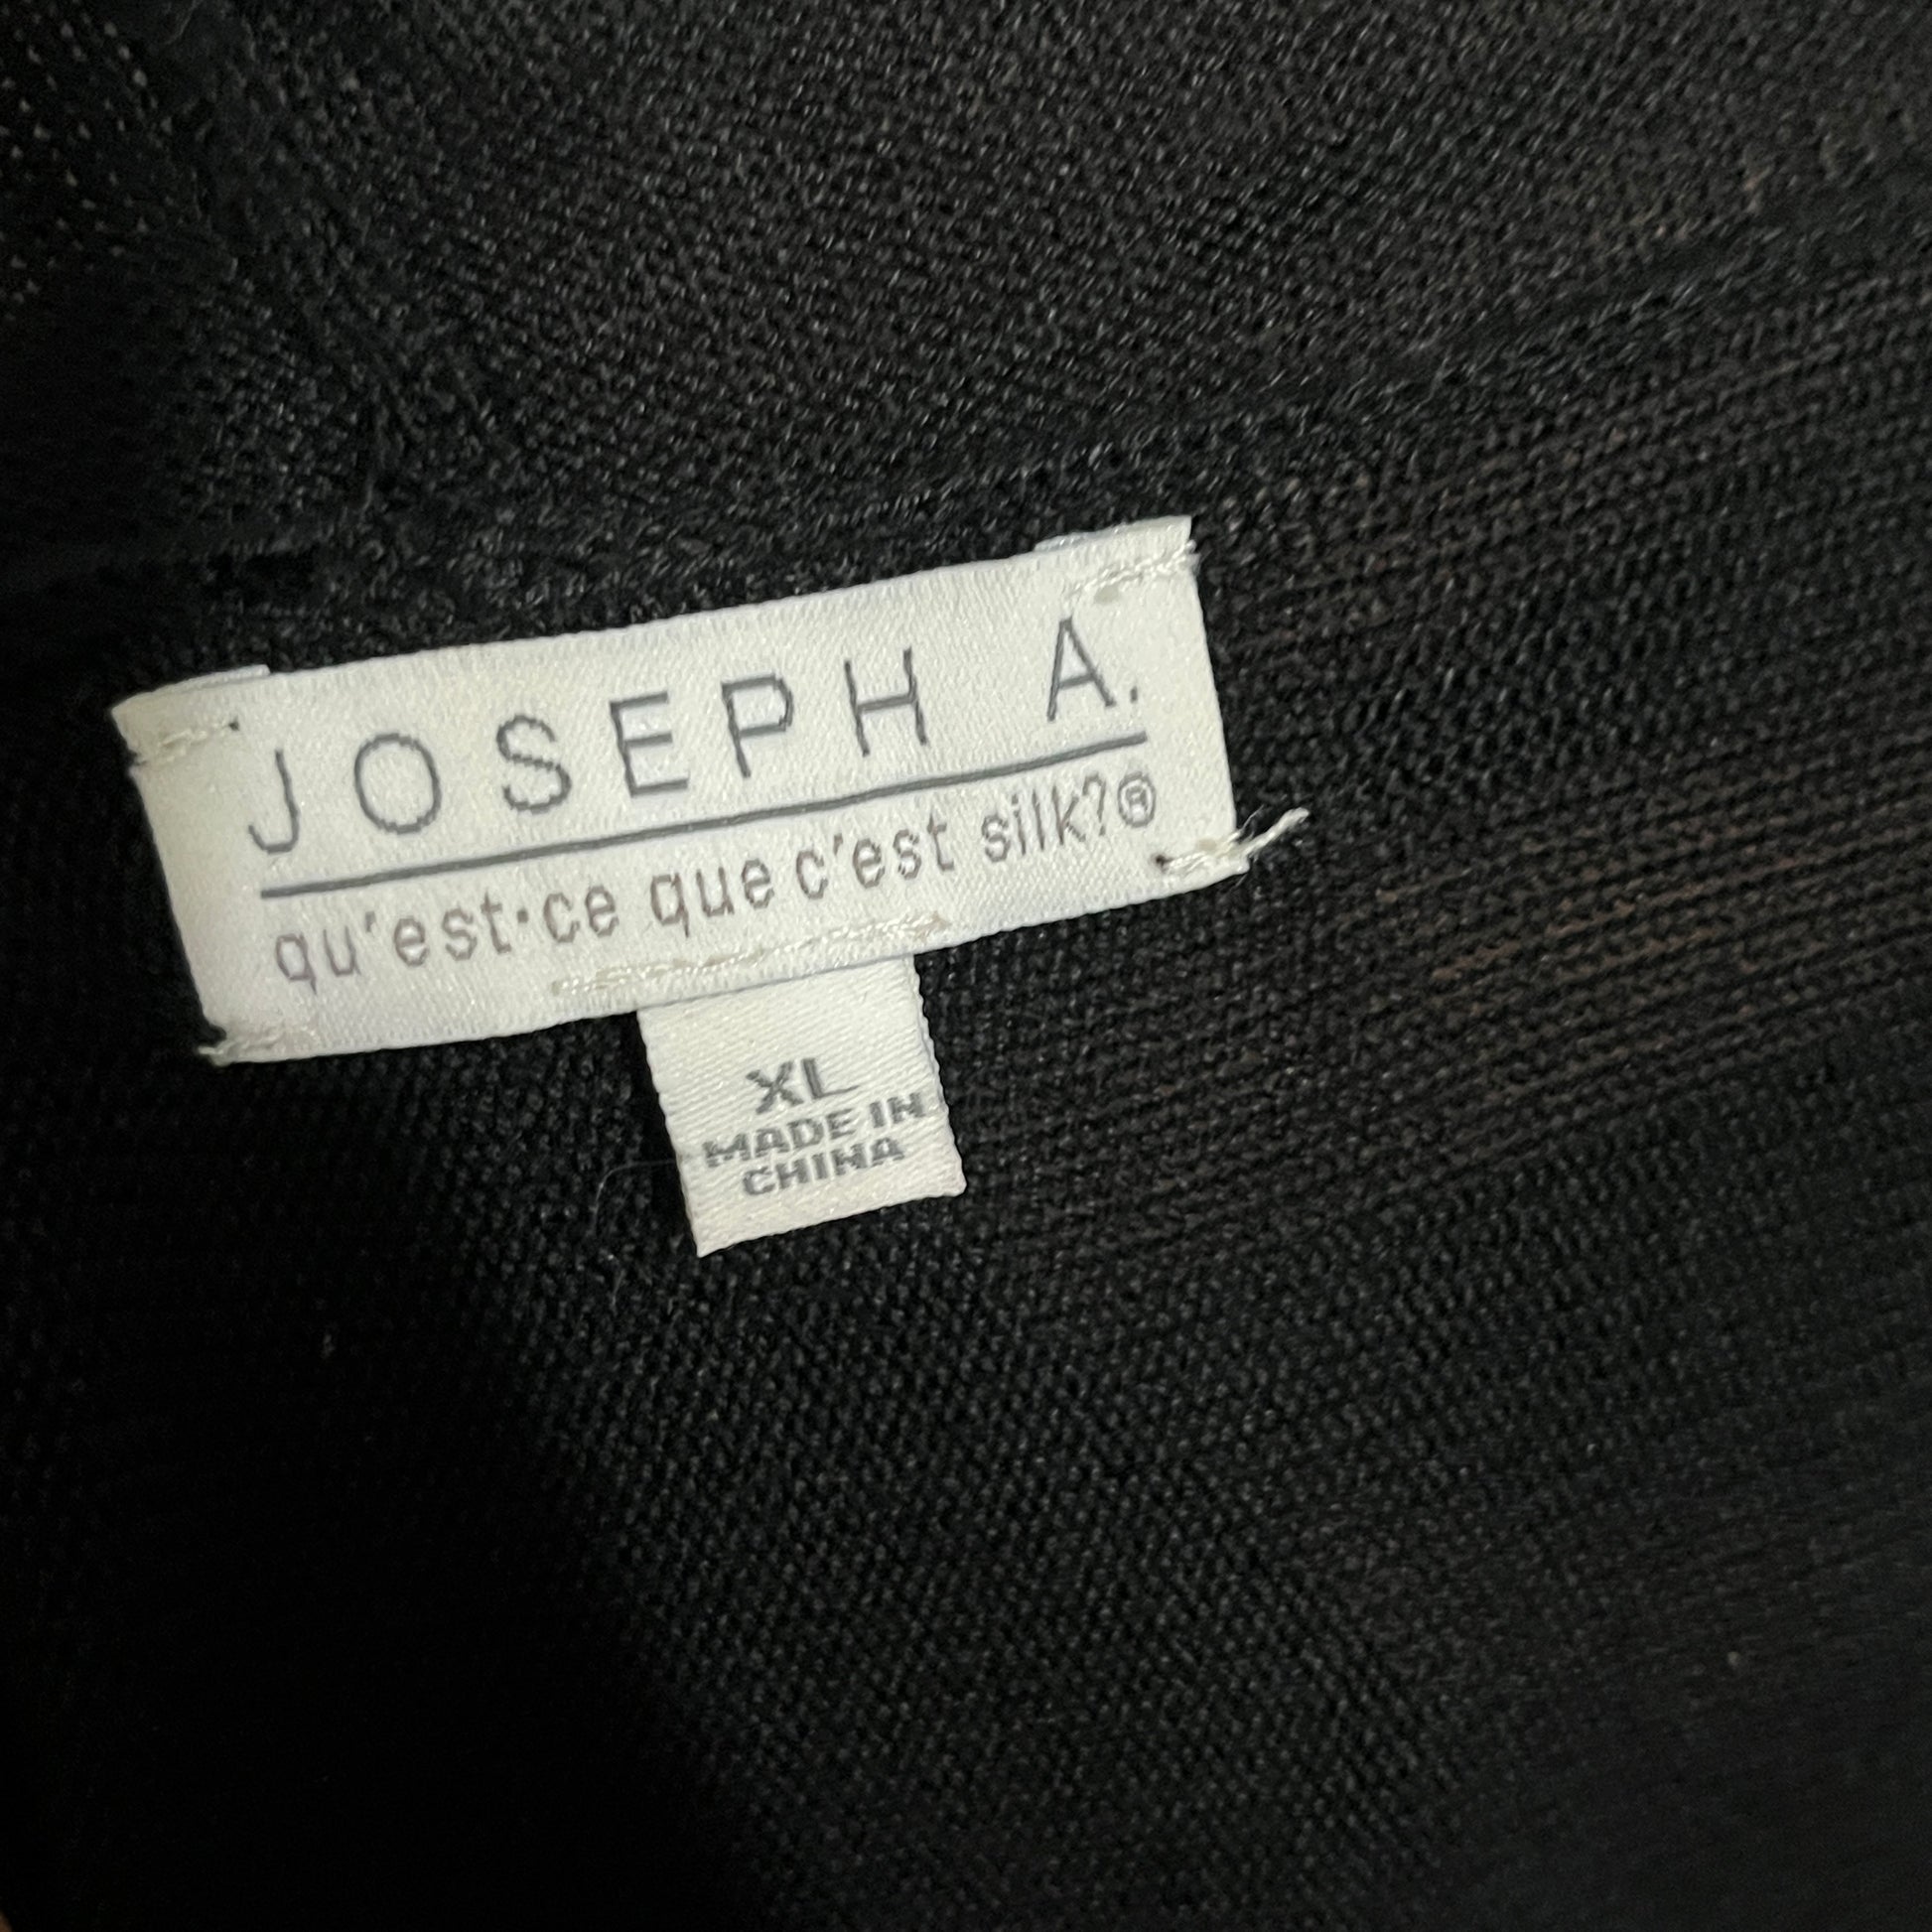 JOSEPH A.
qu'est·ce que c'est silk?®
XL
MADE IN
CHINA